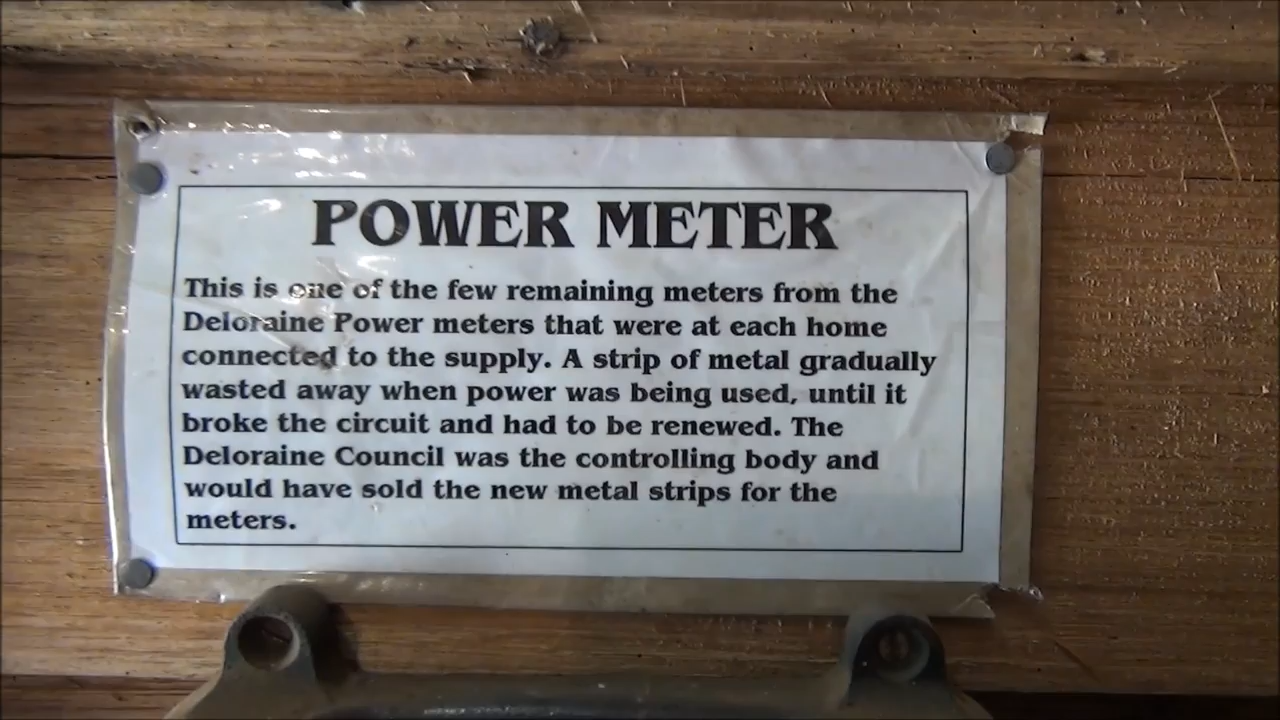 POWER METER
This is one of the few remaining meters from the
Deloraine Power meters that were at each home
connected to the supply. A strip of metal gradually
wasted away when power was being used, until it
broke the circuit and had to be renewed. The
Deloraine Council was the controlling body and
would have sold the new metal strips for the
meters.